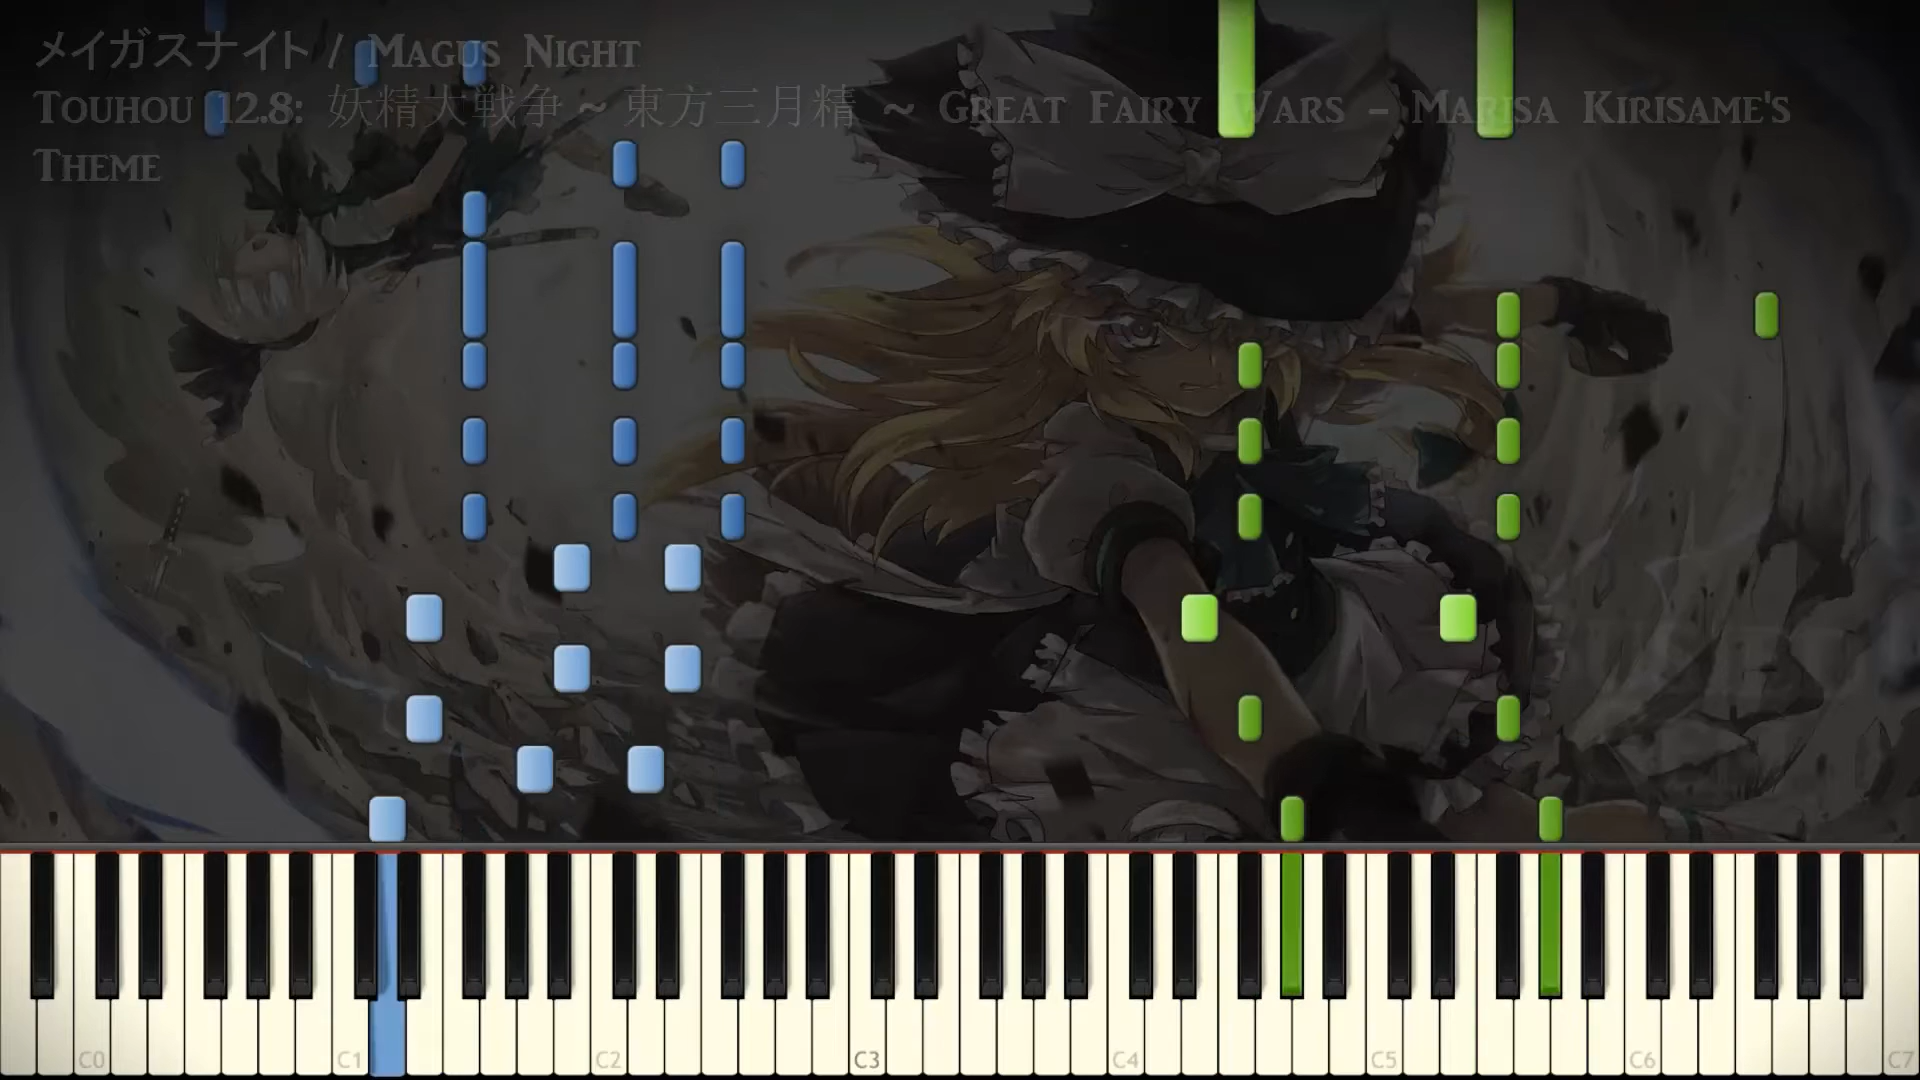 メイガスナイト / Magus Night
Touhou 12.8: 妖精大戦争 ~ 東方三月精 ~ Great Fairy Wars - Marisa Kirisame's
Theme
C0 C1 C2 C3 C4 C5 C6 C7